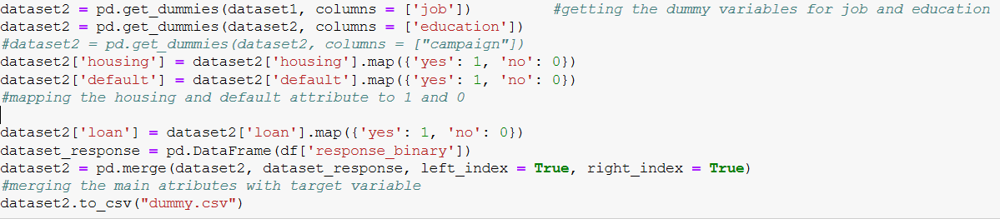 dataset2 = pd.get_dummies(dataset1, columns = ['job'])          #getting the dummy variables for job and education
dataset2 = pd.get_dummies(dataset2, columns = ['education'])
#dataset2 = pd.get_dummies(dataset2, columns = ["campaign"])
dataset2['housing'] = dataset2['housing'].map({'yes': 1, 'no': 0})
dataset2['default'] = dataset2['default'].map({'yes': 1, 'no': 0})
#mapping the housing and default attribute to 1 and 0
dataset2['loan'] = dataset2['loan'].map({'yes': 1, 'no': 0})
dataset_response = pd.DataFrame(df['response_binary'])
dataset2 = pd.merge(dataset2, dataset_response, left_index = True, right_index = True)
#merging the main atributes with target variable
dataset2.to_csv("dummy.csv")